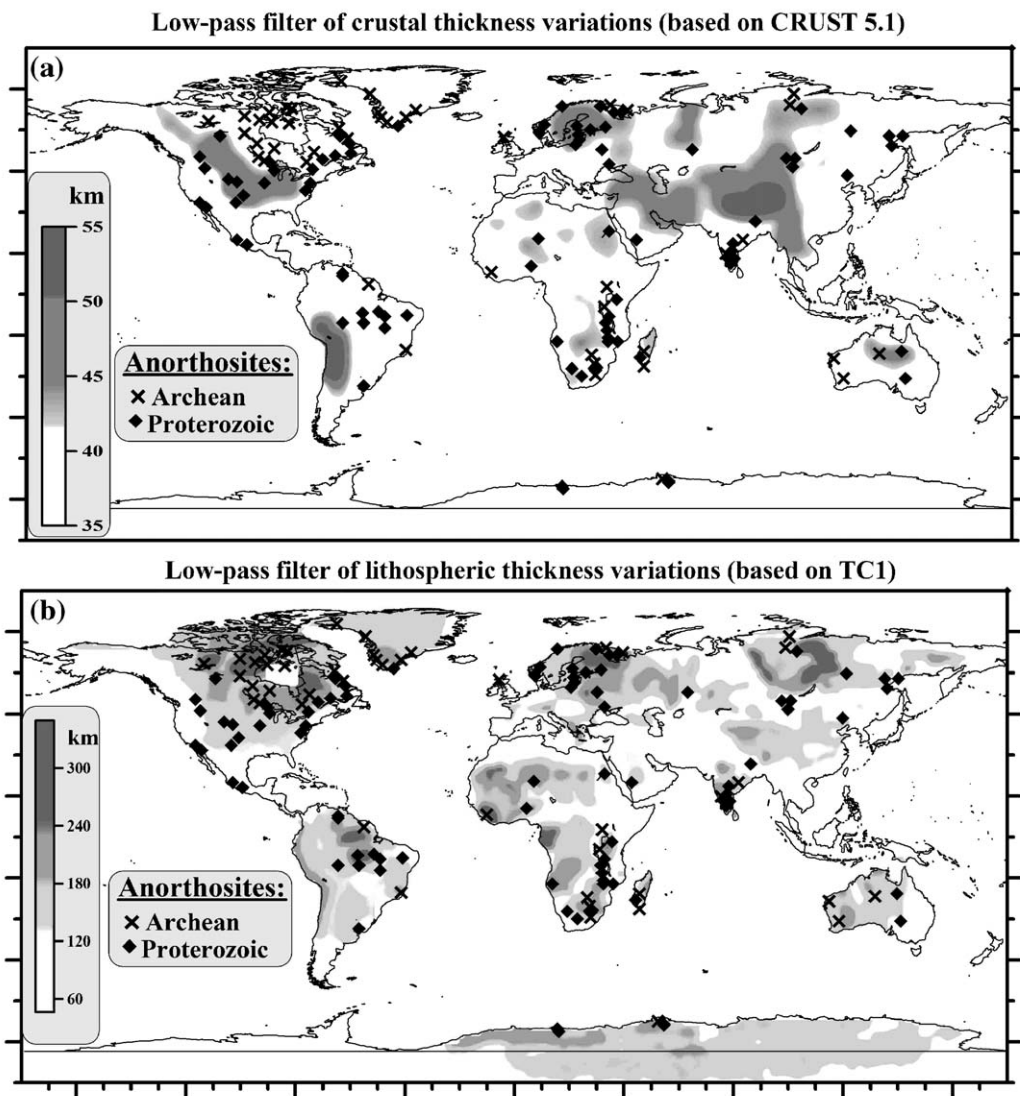 Low-pass filter of crustal thickness variations (based on CRUST 5.1)
(a)
km
55
50
45
40
35
Anorthosites:
Archean
Proterozoic
Low-pass filter of lithospheric thickness variations (based on TC1)
(b)
km
300
240
180
120
60
Anorthosites:
Archean
Proterozoic